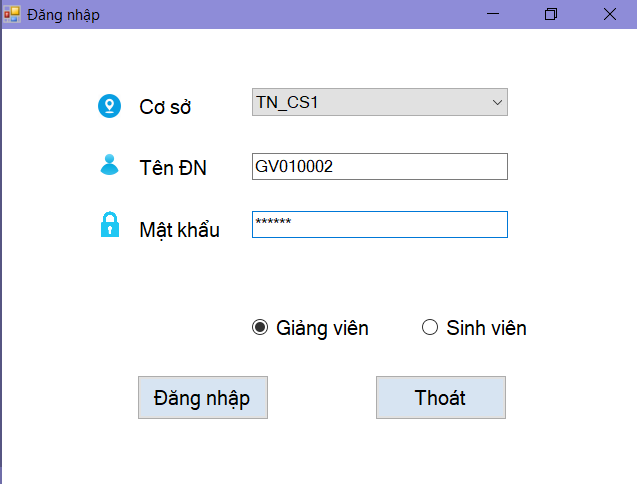 Đăng nhập
Cơ sở TN_CS1
Tên ĐN GV010002
Mật khẩu ******
Giảng viên Sinh viên
Đăng nhập Thoát